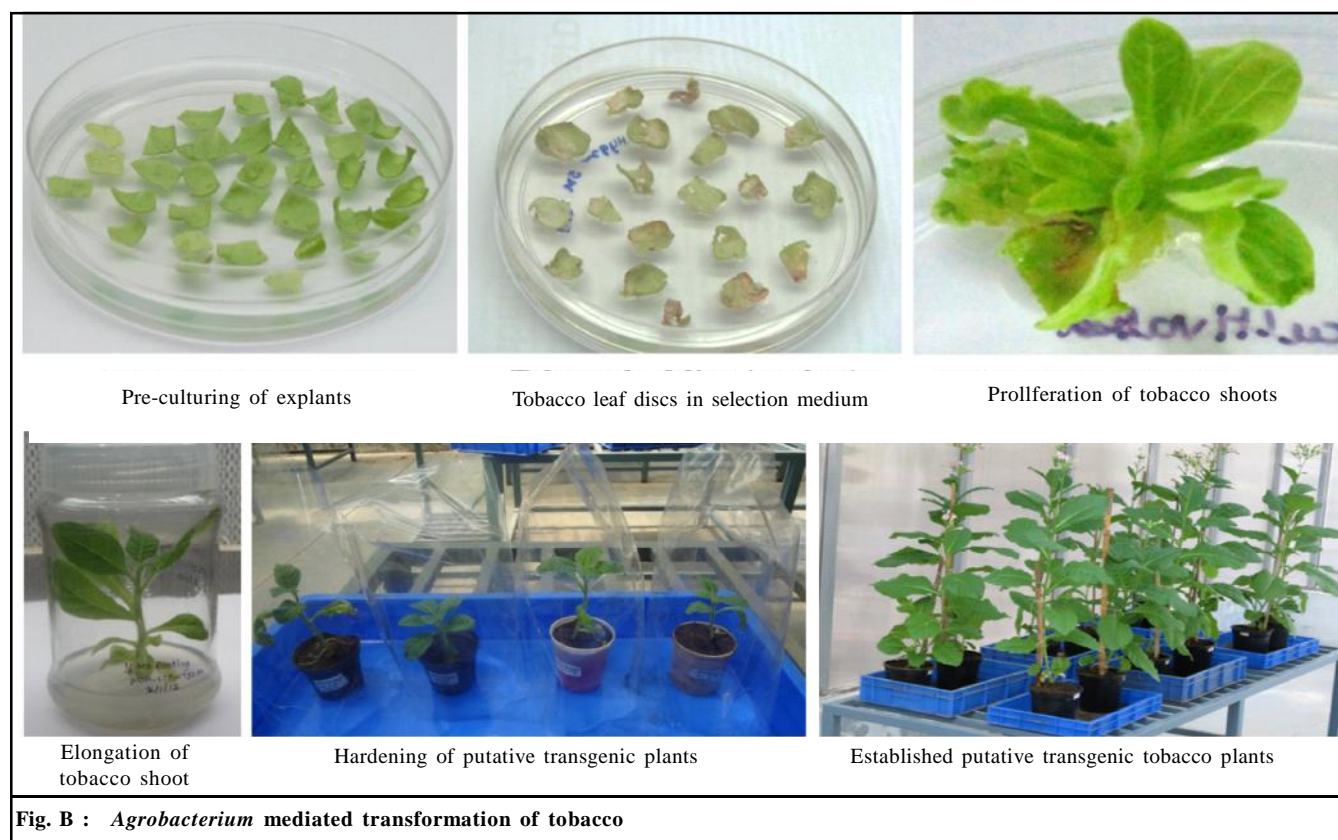 Pre-culturing of explants
Tobacco leaf discs in selection medium
Prollferation of tobacco shoots
Elongation of
tobacco shoot
Hardening of putative transgenic plants
Established putative transgenic tobacco plants
Fig. B : Agrobacterium mediated transformation of tobacco